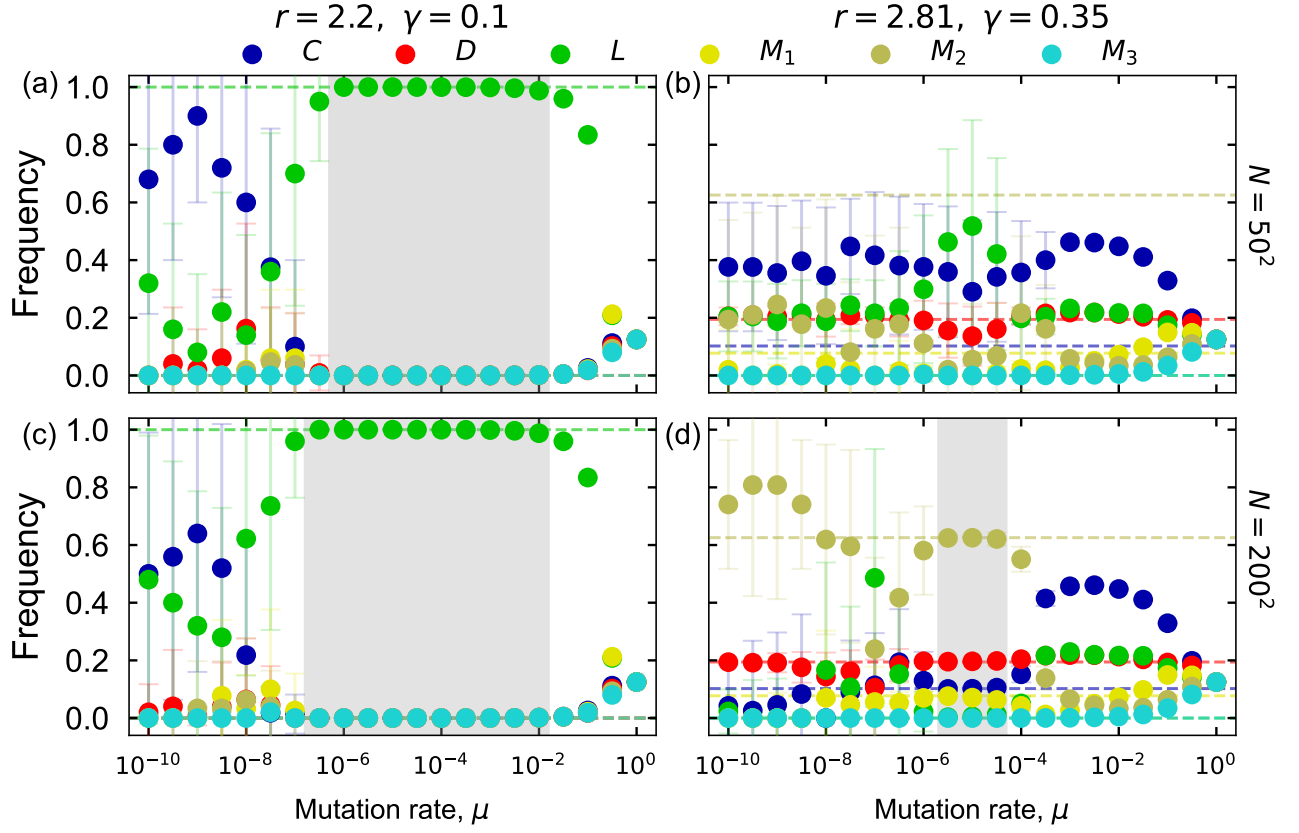 r = 2.2, γ = 0.1
r = 2.81, γ = 0.35
C D L M₁ M₂ M₃
(a)
1.0
0.8
0.6
0.4
0.2
0.0
Frequency
(b)
N = 50²
(c)
1.0
0.8
0.6
0.4
0.2
0.0
Frequency
(d)
N = 200²
10⁻¹⁰ 10⁻⁸ 10⁻⁶ 10⁻⁴ 10⁻² 10⁰
Mutation rate, μ
10⁻¹⁰ 10⁻⁸ 10⁻⁶ 10⁻⁴ 10⁻² 10⁰
Mutation rate, μ